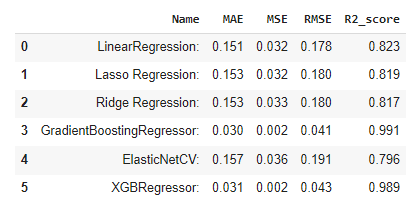 Name MAE MSE RMSE R2_score
0 LinearRegression: 0.151 0.032 0.178 0.823
1 Lasso Regression: 0.153 0.032 0.180 0.819
2 Ridge Regression: 0.153 0.033 0.180 0.817
3 GradientBoostingRegressor: 0.030 0.002 0.041 0.991
4 ElasticNetCV: 0.157 0.036 0.191 0.796
5 XGBRegressor: 0.031 0.002 0.043 0.989